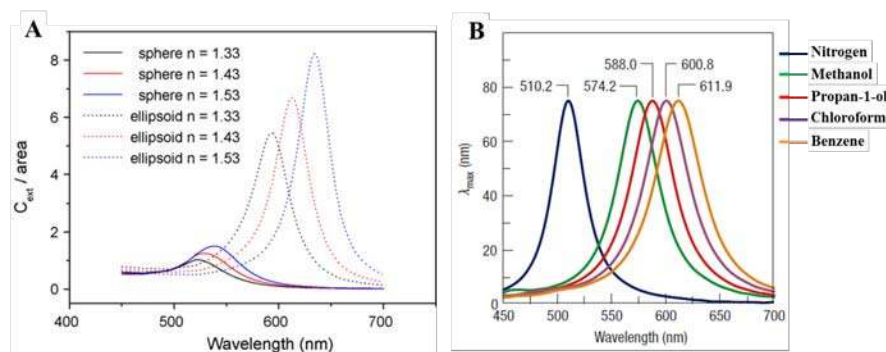 A
8
6
4
2
0
C_ext / area
sphere n = 1.33
sphere n = 1.43
sphere n = 1.53
ellipsoid n = 1.33
ellipsoid n = 1.43
ellipsoid n = 1.53
400
500
600
700
Wavelength (nm)
B
80
60
40
20
0
λmax (nm)
510.2
574.2
588.0
600.8
611.9
450
500
550
600
650
700
Wavelength (nm)
Nitrogen
Methanol
Propan-1-ol
Chloroform
Benzene